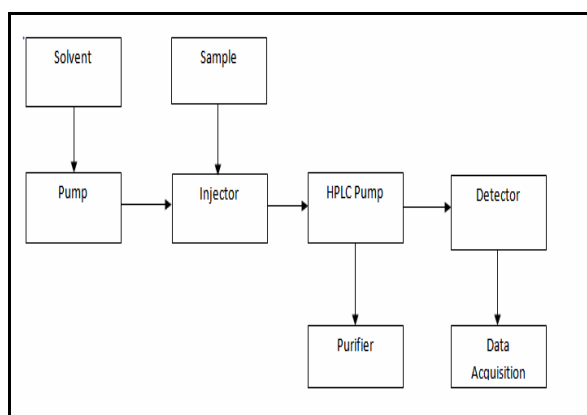 Solvent
Sample
Pump
Injector
HPLC Pump
Detector
Purifier
Data
Acquisition